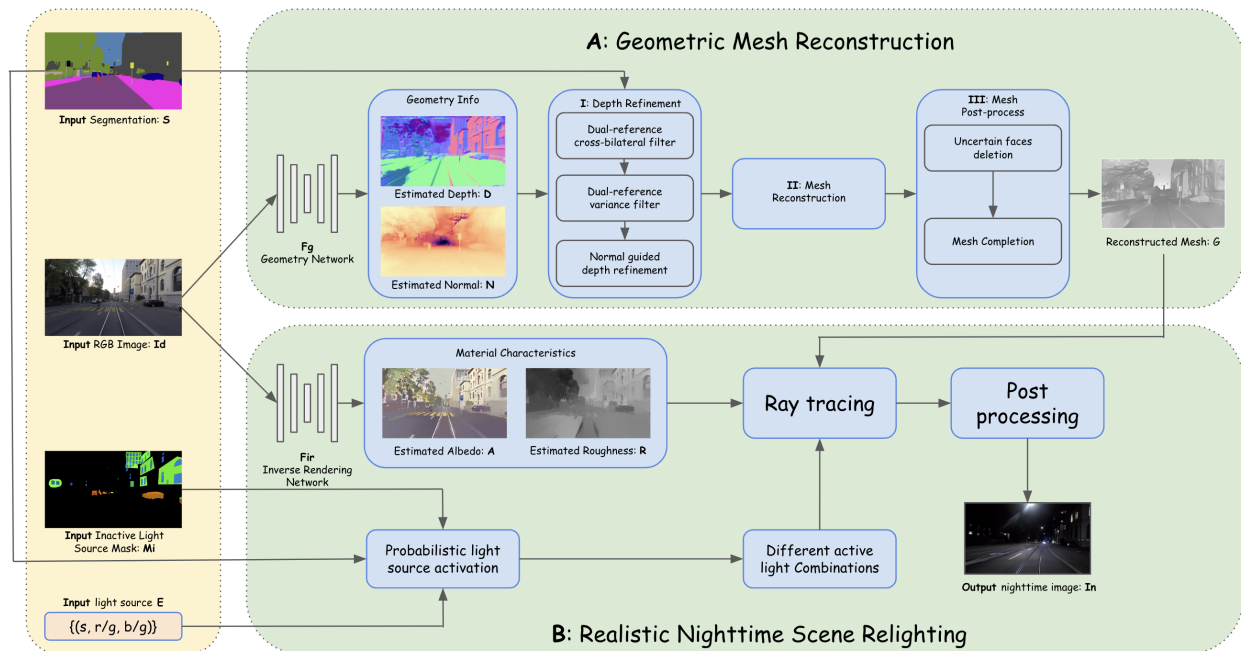 A: Geometric Mesh Reconstruction
Input Segmentation: S
Geometry Info
Estimated Depth: D
Estimated Normal: N
Fg
Geometry Network
I: Depth Refinement
Dual-reference
cross-bilateral filter
Dual-reference
variance filter
Normal guided
depth refinement
II: Mesh
Reconstruction
III: Mesh
Post-process
Uncertain faces
deletion
Mesh Completion
Reconstructed Mesh: G
Input RGB Image: Id
Fir
Inverse Rendering
Network
Material Characteristics
Estimated Albedo: A
Estimated Roughness: R
Ray tracing
Post
processing
Input Inactive Light
Source Mask: Mi
Probabilistic light
source activation
Different active
light Combinations
Output nighttime image: In
Input light source E
{(s, r/g, b/g)}
B: Realistic Nighttime Scene Relighting